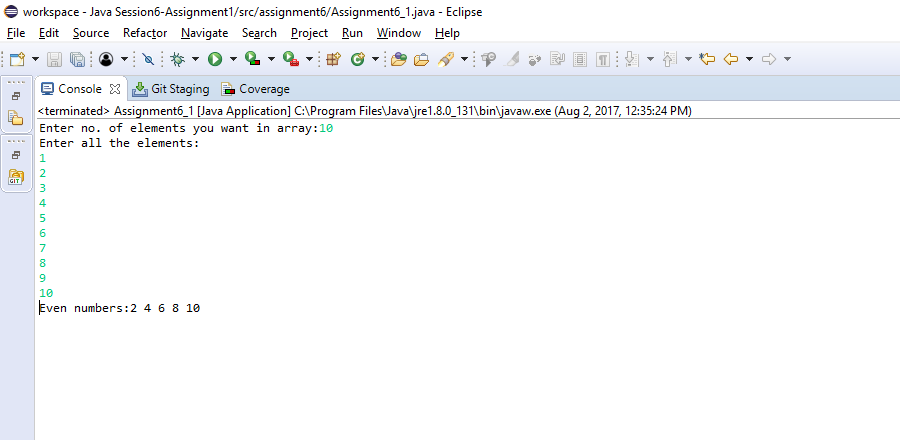 workspace - Java Session6-Assignment1/src/assignment6/Assignment6_1.java - Eclipse
File Edit Source Refactor Navigate Search Project Run Window Help
Console Git Staging Coverage
<terminated> Assignment6_1 [Java Application] C:\Program Files\Java\jre1.8.0_131\bin\javaw.exe (Aug 2, 2017, 12:35:24 PM)
Enter no. of elements you want in array:10
Enter all the elements:
1
2
3
4
5
6
7
8
9
10
Even numbers:2 4 6 8 10
GIT